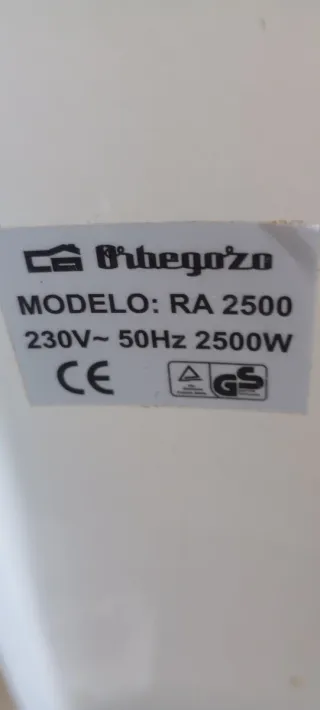 Orbegozo
MODELO: RA 2500
230V~ 50Hz 2500W
CE
GS